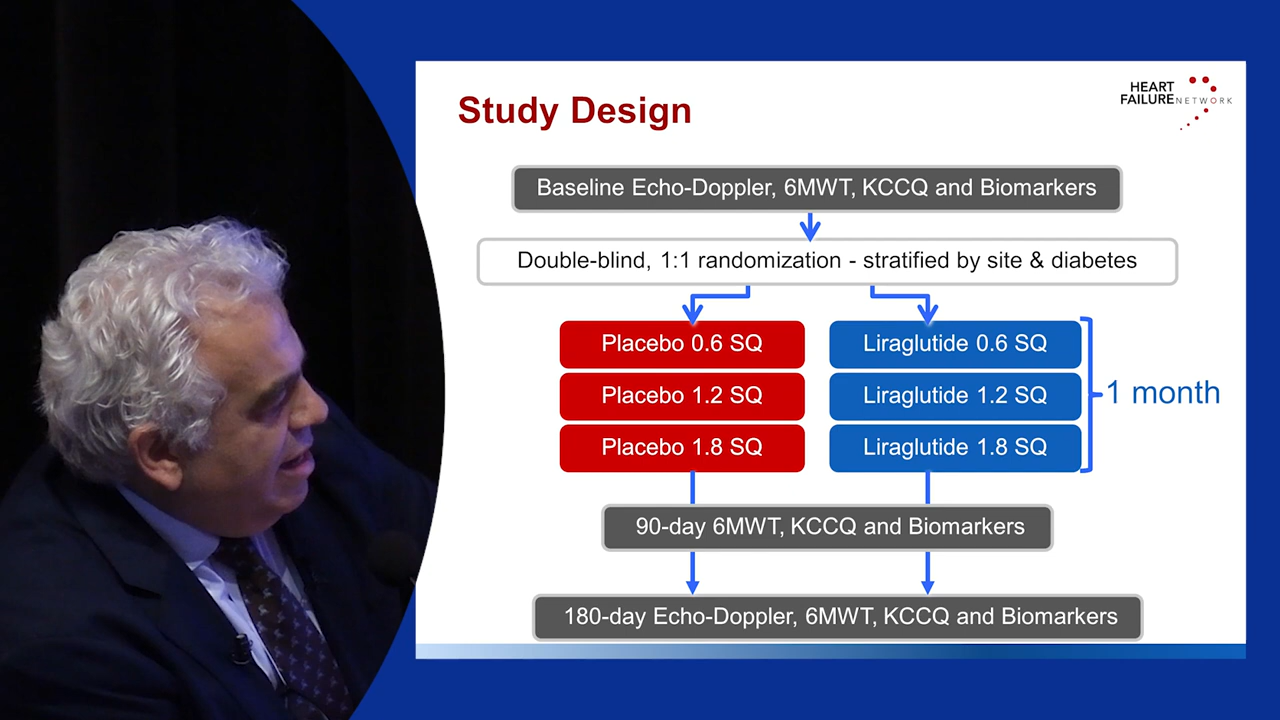 Study Design
HEART
FAILURE NETWORK
Baseline Echo-Doppler, 6MWT, KCCQ and Biomarkers
Double-blind, 1:1 randomization - stratified by site & diabetes
Placebo 0.6 SQ
Liraglutide 0.6 SQ
Placebo 1.2 SQ
Liraglutide 1.2 SQ
1 month
Placebo 1.8 SQ
Liraglutide 1.8 SQ
90-day 6MWT, KCCQ and Biomarkers
180-day Echo-Doppler, 6MWT, KCCQ and Biomarkers